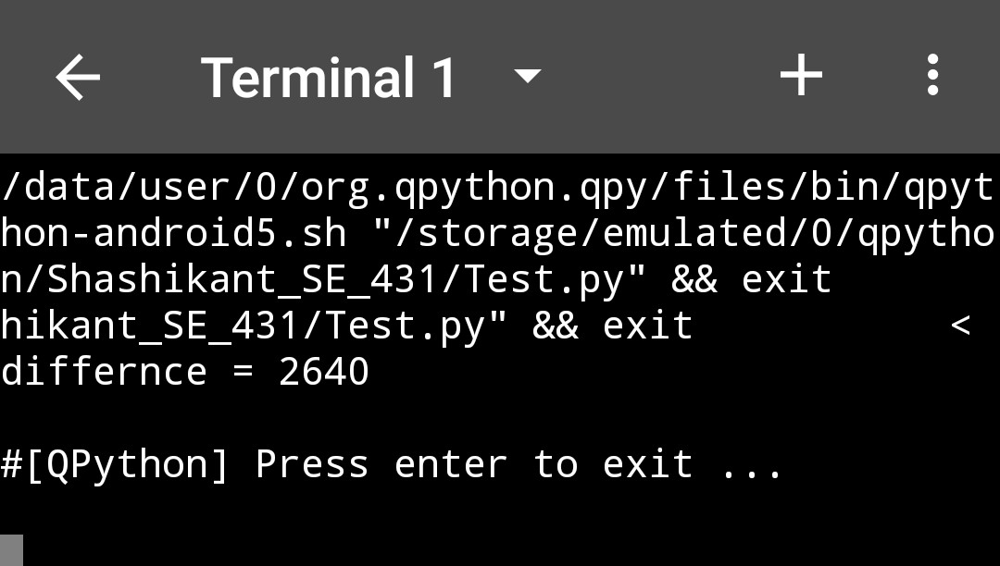 Terminal 1
/data/user/0/org.qpython.qpy/files/bin/qpyt
hon-android5.sh "/storage/emulated/0/qpytho
n/Shashikant_SE_431/Test.py" && exit
hikant_SE_431/Test.py" && exit <
differnce = 2640
#[QPython] Press enter to exit ...